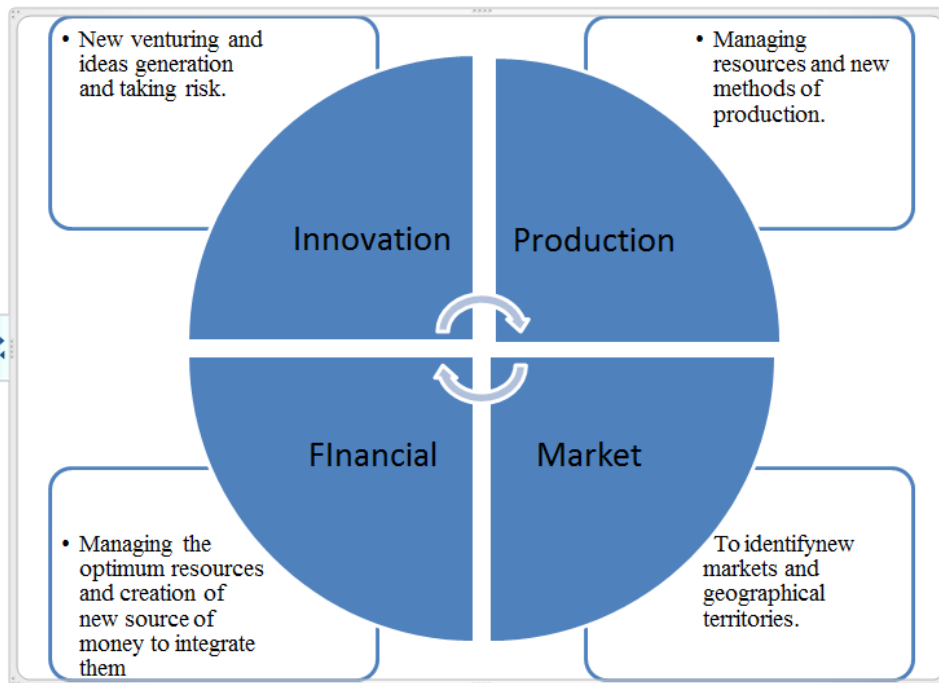 • New venturing and
ideas generation
and taking risk.
• Managing
resources and new
methods of
production.
Innovation
Production
FInancial
Market
• Managing the
optimum resources
and creation of
new source of
money to integrate
them
To identifynew
markets and
geographical
territories.